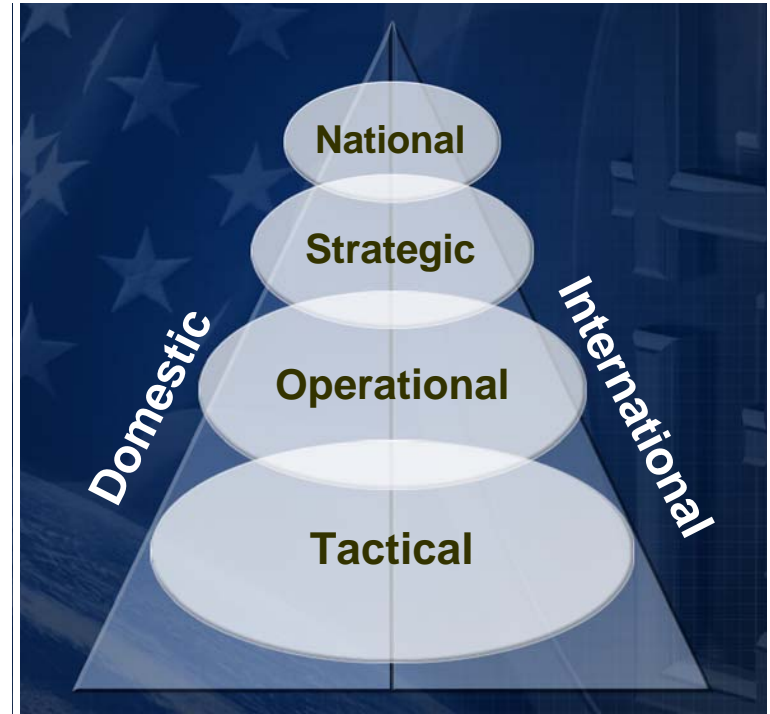 National
Strategic
Domestic
International
Operational
Tactical